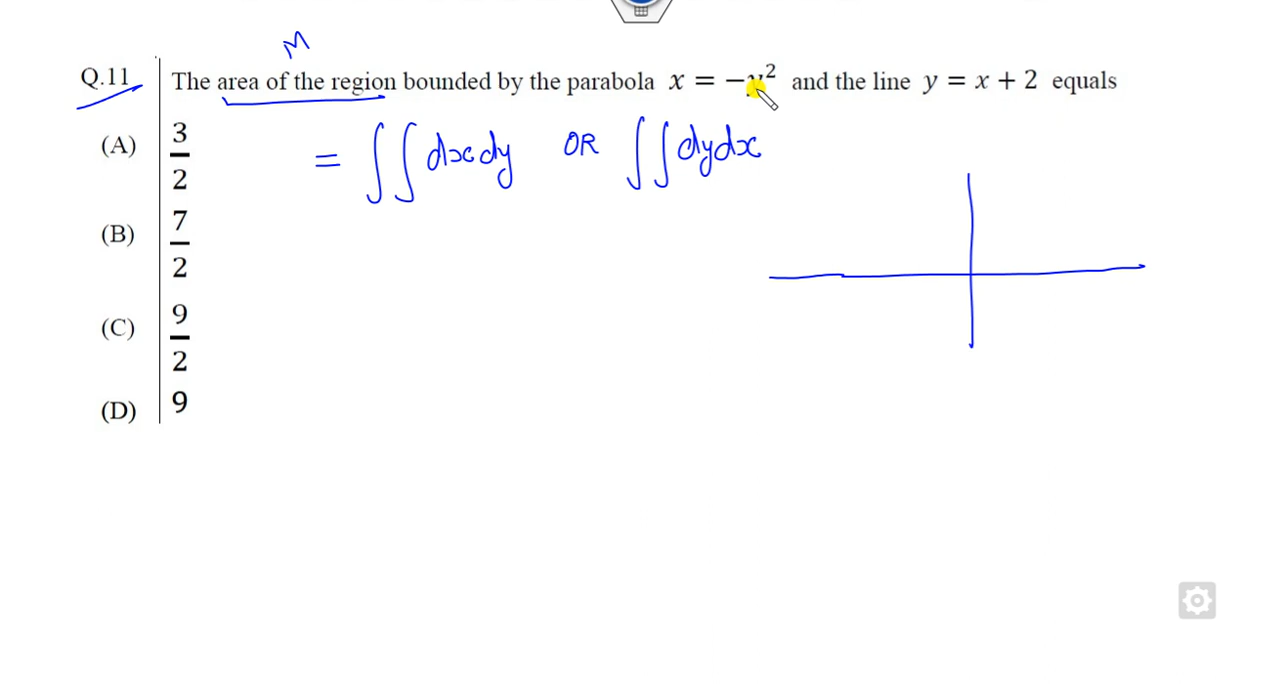 M
Q.11 The area of the region bounded by the parabola x = −y² and the line y = x + 2 equals
= ∫∫ dxdy OR ∫∫ dydx
(A) 3/2
(B) 7/2
(C) 9/2
(D) 9